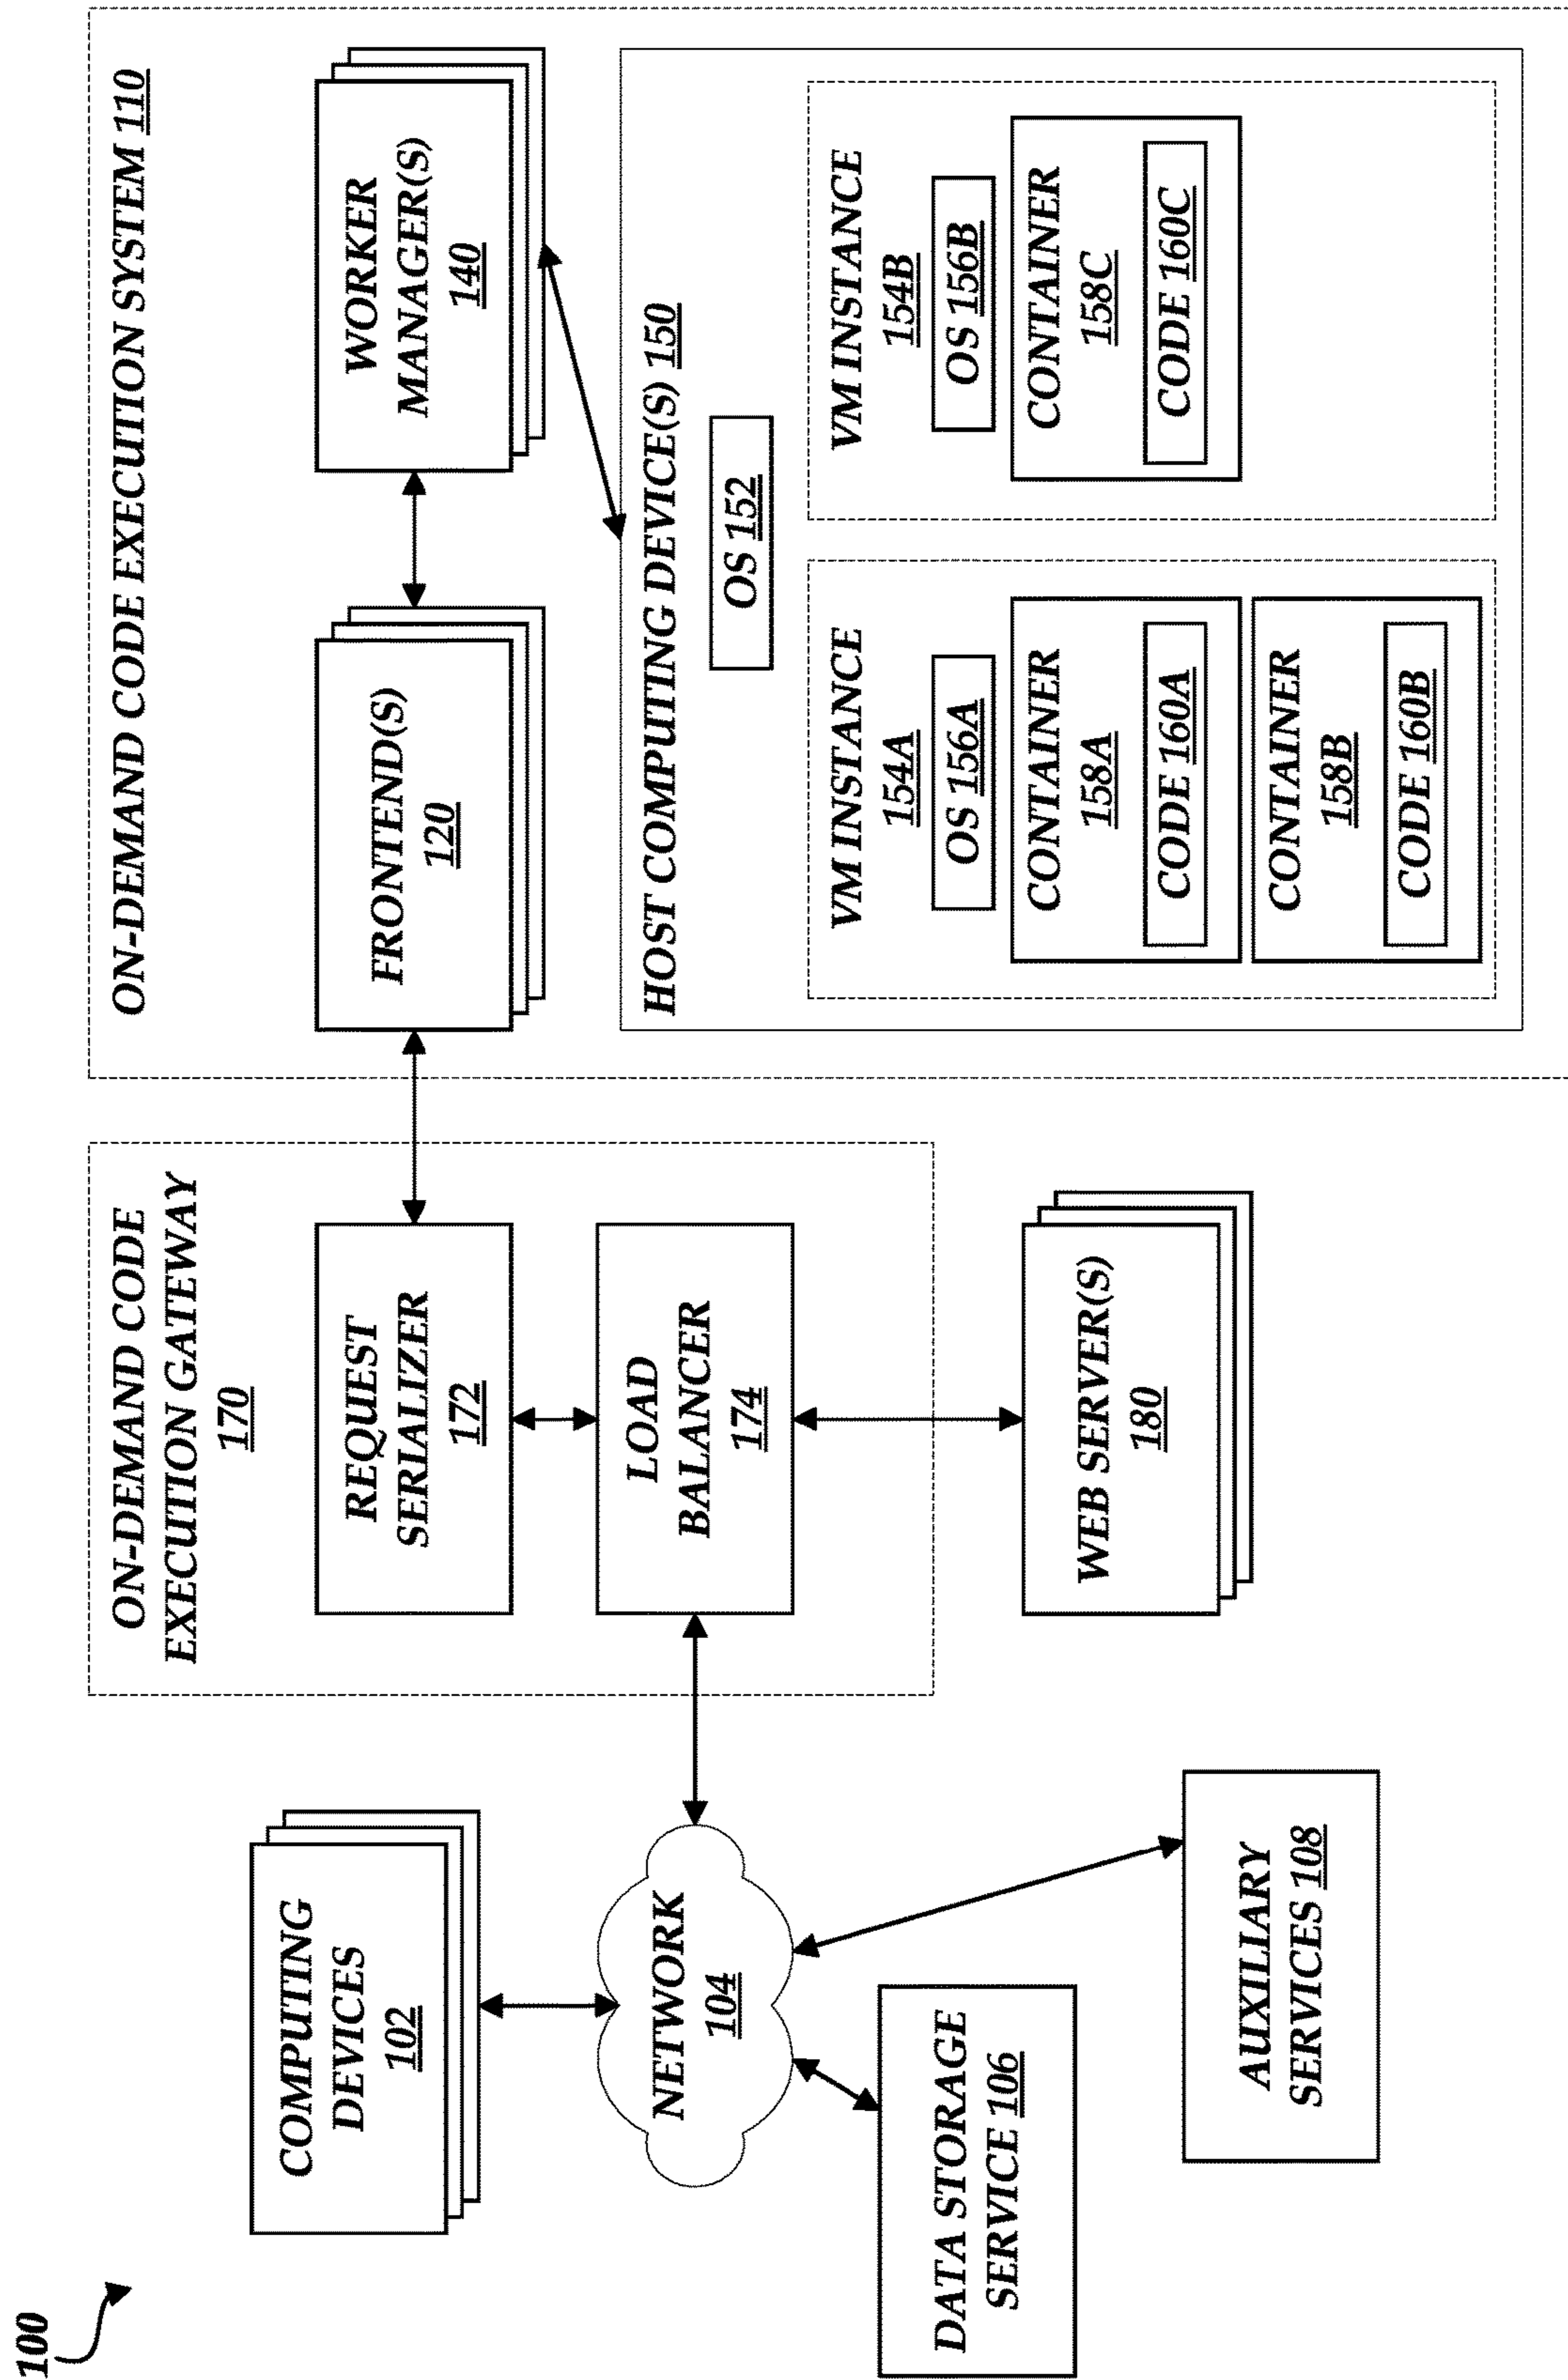 100
COMPUTING
DEVICES
102
NETWORK
104
DATA STORAGE
SERVICE 106
AUXILIARY
SERVICES 108
ON-DEMAND CODE
EXECUTION GATEWAY
170
REQUEST
SERIALIZER
172
LOAD
BALANCER
174
WEB SERVER(S)
180
ON-DEMAND CODE EXECUTION SYSTEM 110
FRONTEND(S)
120
WORKER
MANAGER(S)
140
HOST COMPUTING DEVICE(S) 150
OS 152
VM INSTANCE
154A
OS 156A
CONTAINER
158A
CODE 160A
CONTAINER
158B
CODE 160B
VM INSTANCE
154B
OS 156B
CONTAINER
158C
CODE 160C